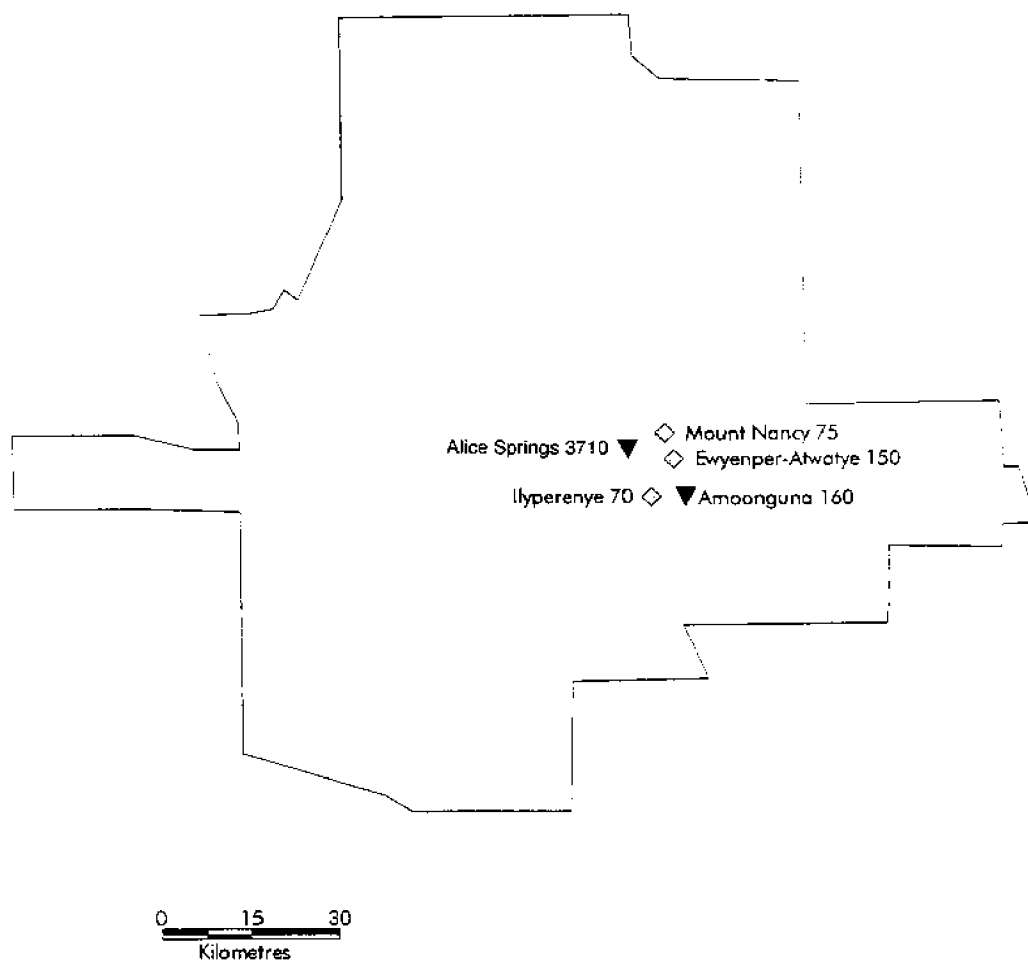 Mount Nancy 75
Alice Springs 3710
Ewyenper-Atwatye 150
Ilyperenye 70
Amoonguna 160
0 15 30
Kilometres